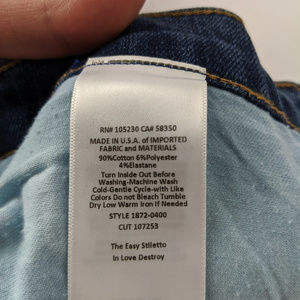 RN# 105230 CA# 58350
MADE IN U.S.A. of IMPORTED
FABRIC and MATERIALS
90%Cotton 6%Polyester
4%Elastane
Turn Inside Out Before
Washing-Machine Wash
Cold-Gentle Cycle-with Like
Colors Do not Bleach Tumble
Dry Low Warm Iron If Needed
STYLE 1872-0400
CUT 107253
The Easy Stiletto
In Love Destroy